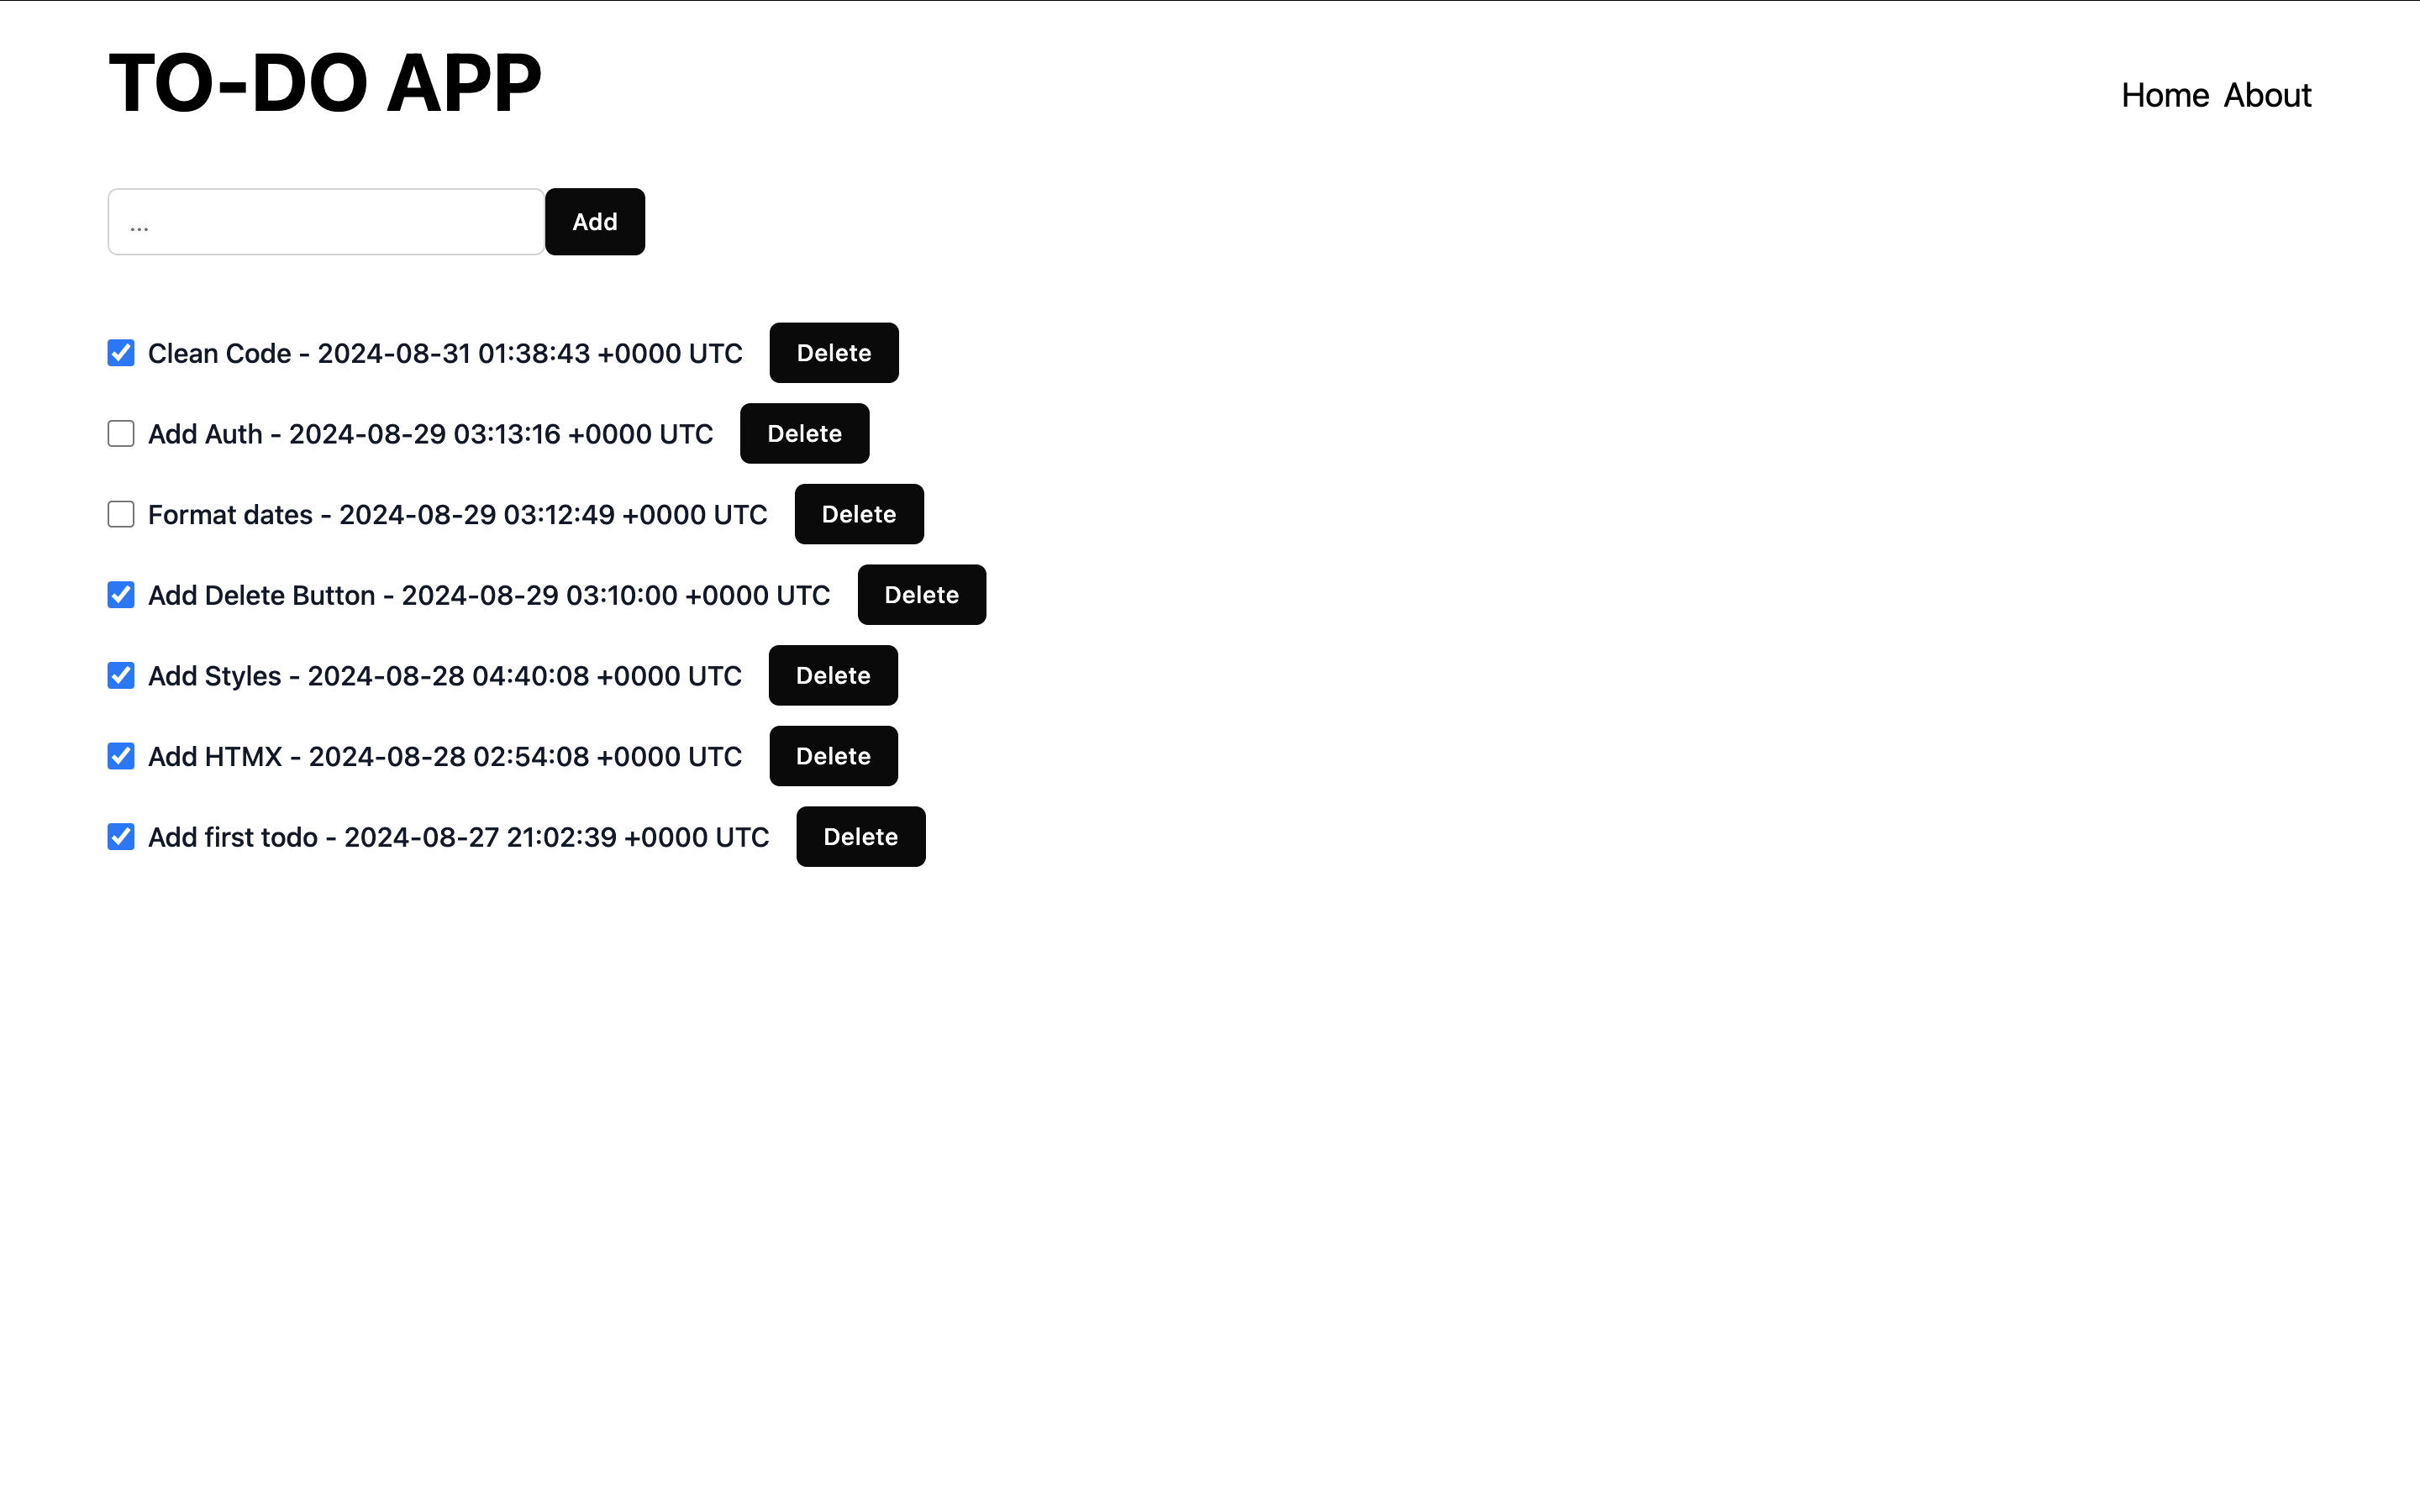 TO-DO APP
Home About
...
Add
Clean Code - 2024-08-31 01:38:43 +0000 UTC Delete
Add Auth - 2024-08-29 03:13:16 +0000 UTC Delete
Format dates - 2024-08-29 03:12:49 +0000 UTC Delete
Add Delete Button - 2024-08-29 03:10:00 +0000 UTC Delete
Add Styles - 2024-08-28 04:40:08 +0000 UTC Delete
Add HTMX - 2024-08-28 02:54:08 +0000 UTC Delete
Add first todo - 2024-08-27 21:02:39 +0000 UTC Delete